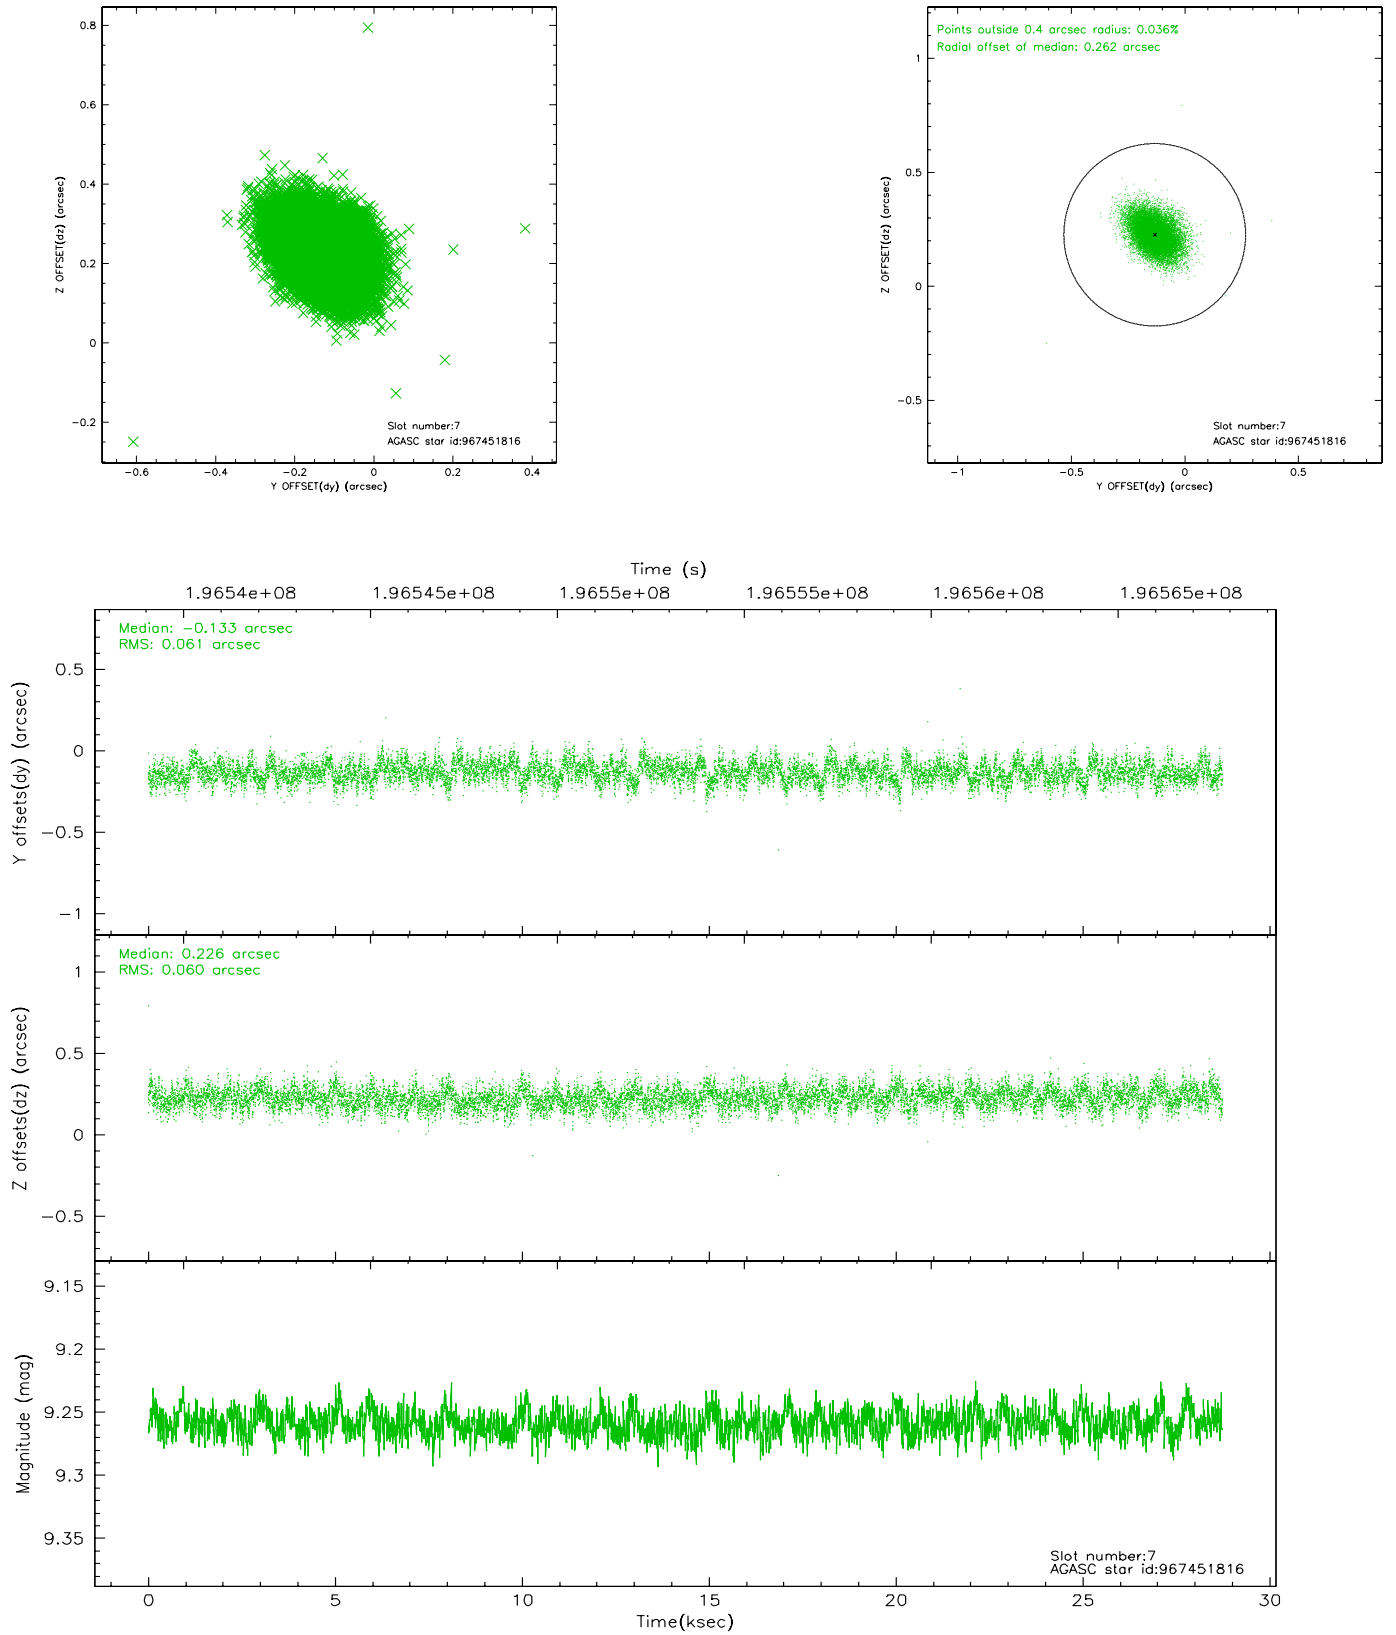 0.8
0.6
0.4
0.2
0
−0.2
Z OFFSET(dz) (arcsec)
Slot number:7
AGASC star id:967451816
−0.6 −0.4 −0.2 0 0.2 0.4
Y OFFSET(dy) (arcsec)
Points outside 0.4 arcsec radius: 0.036%
Radial offset of median: 0.262 arcsec
1
0.5
0
−0.5
Z OFFSET(dz) (arcsec)
Slot number:7
AGASC star id:967451816
−1 −0.5 0 0.5
Y OFFSET(dy) (arcsec)
Time (s)
1.9654e+08 1.96545e+08 1.9655e+08 1.96555e+08 1.9656e+08 1.96565e+08
Median: −0.133 arcsec
RMS: 0.061 arcsec
0.5
0
−0.5
−1
Y offsets(dy) (arcsec)
Median: 0.226 arcsec
RMS: 0.060 arcsec
1
0.5
0
−0.5
Z offsets(dz) (arcsec)
9.15
9.2
9.25
9.3
9.35
Magnitude (mag)
Slot number:7
AGASC star id:967451816
0 5 10 15 20 25 30
Time(ksec)